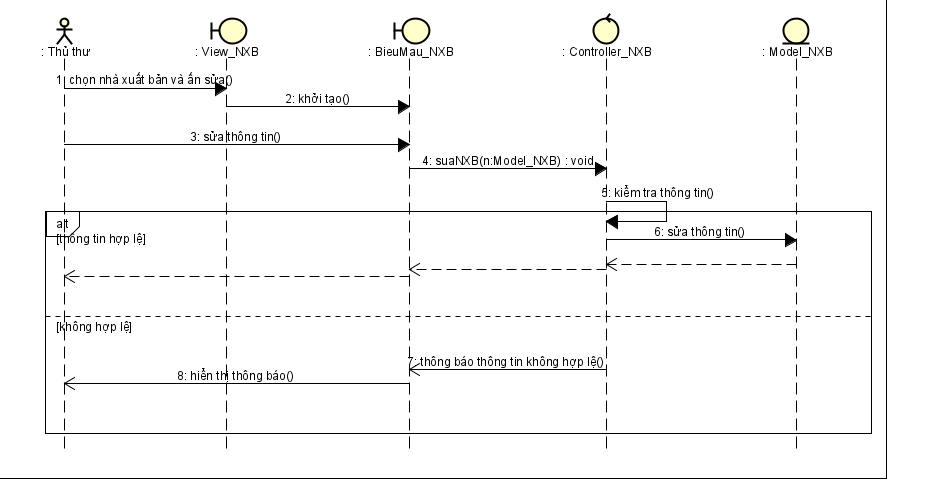 : Thủ thư
: View_NXB
: BieuMau_NXB
: Controller_NXB
: Model_NXB
1: chọn nhà xuất bản và ấn sửa()
2: khởi tạo()
3: sửa thông tin()
4: suaNXB(n:Model_NXB) : void
5: kiểm tra thông tin()
alt
[thông tin hợp lệ]
6: sửa thông tin()
[không hợp lệ]
7: thông báo thông tin không hợp lệ()
8: hiển thị thông báo()